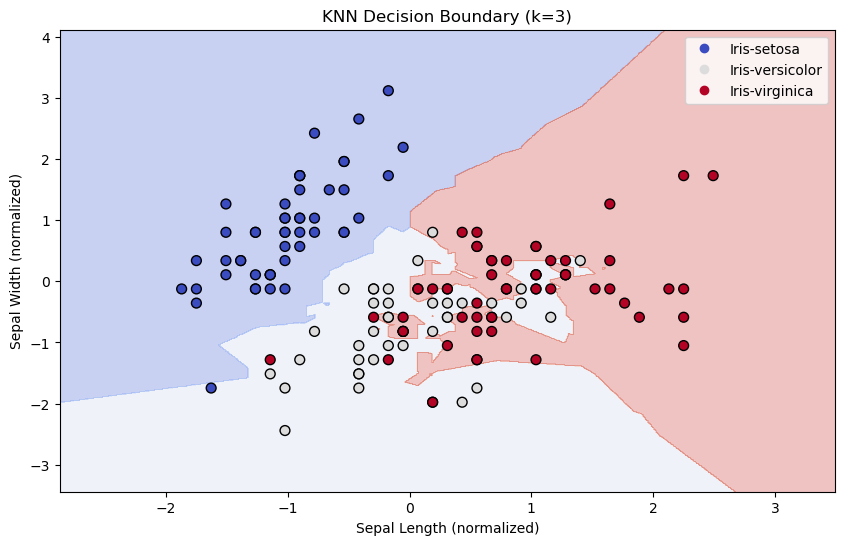 KNN Decision Boundary (k=3)
Iris-setosa
Iris-versicolor
Iris-virginica
Sepal Width (normalized)
4
3
2
1
0
−1
−2
−3
−2
−1
0
1
2
3
Sepal Length (normalized)